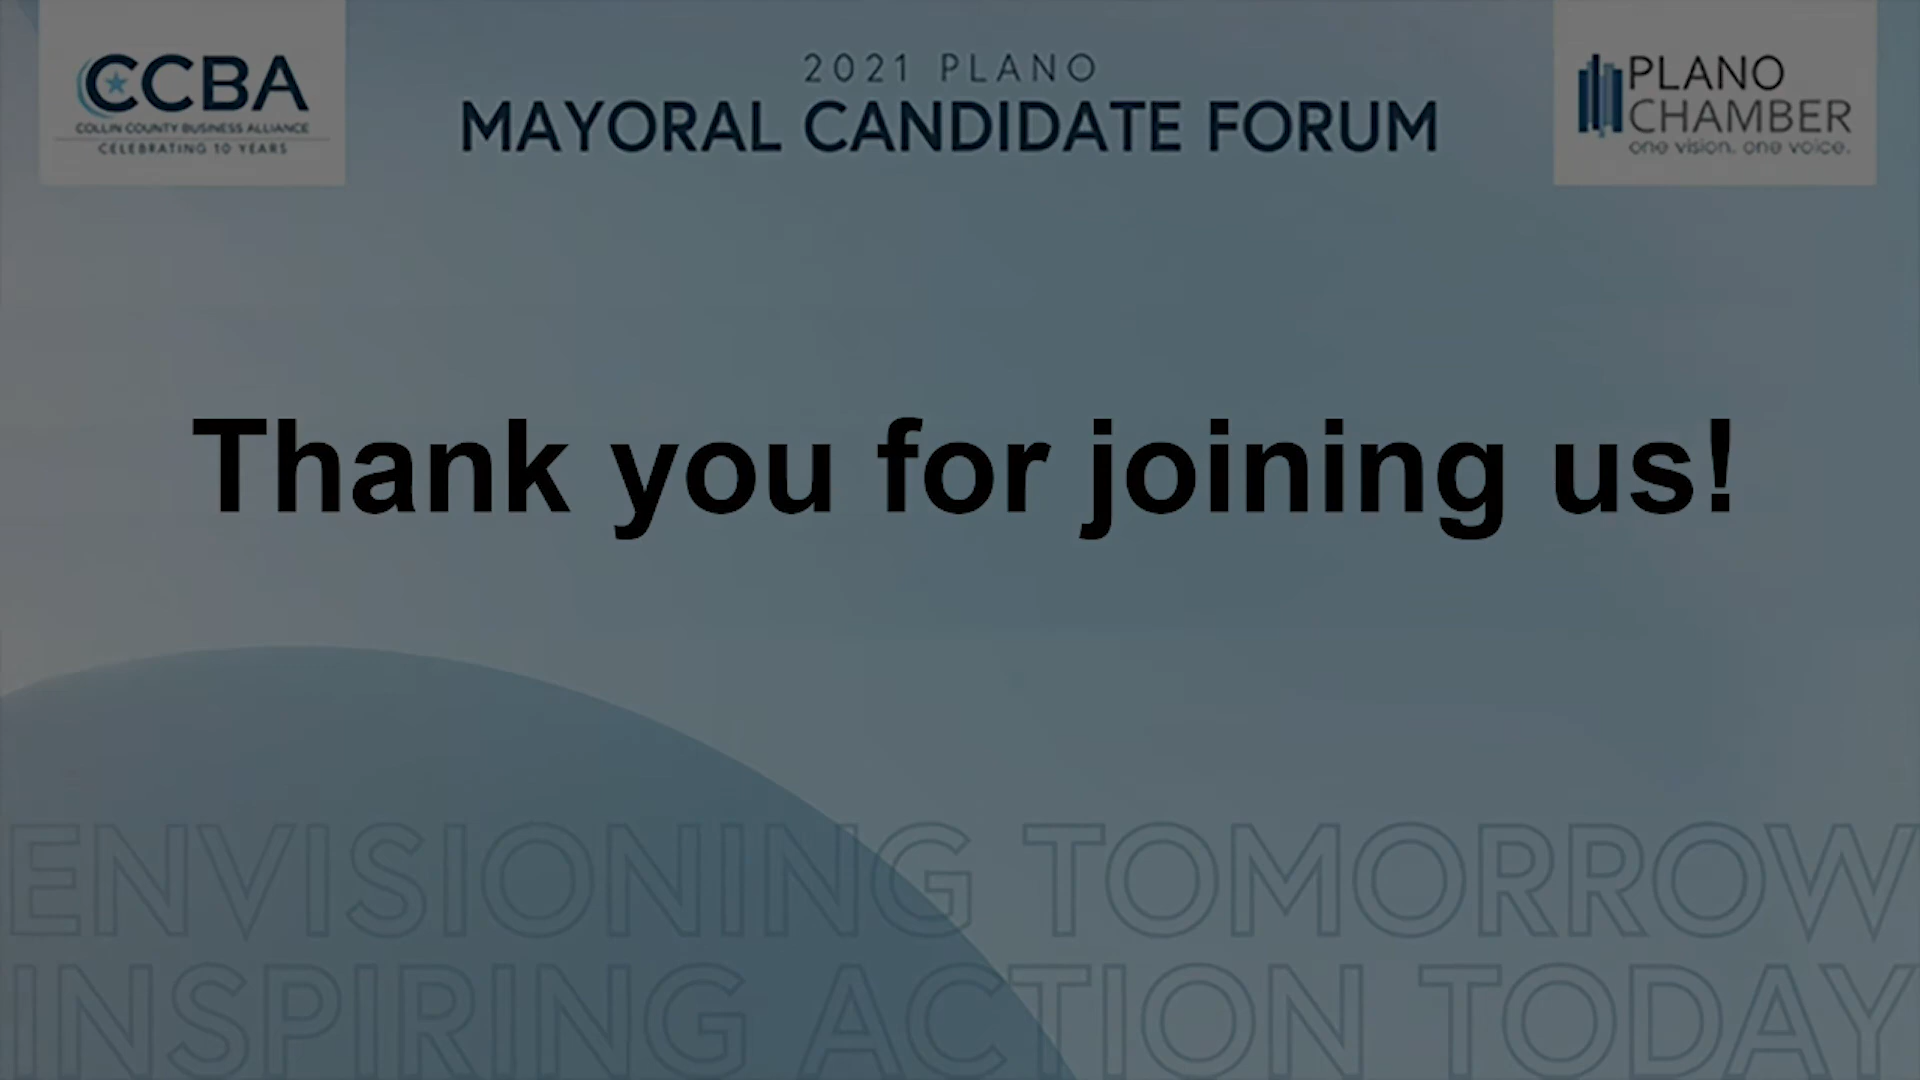 CCBA
COLLIN COUNTY BUSINESS ALLIANCE
CELEBRATING 10 YEARS
2021 PLANO
MAYORAL CANDIDATE FORUM
PLANO
CHAMBER
one vision. one voice.
Thank you for joining us!
ENVISIONING TOMORROW
INSPIRING ACTION TODAY